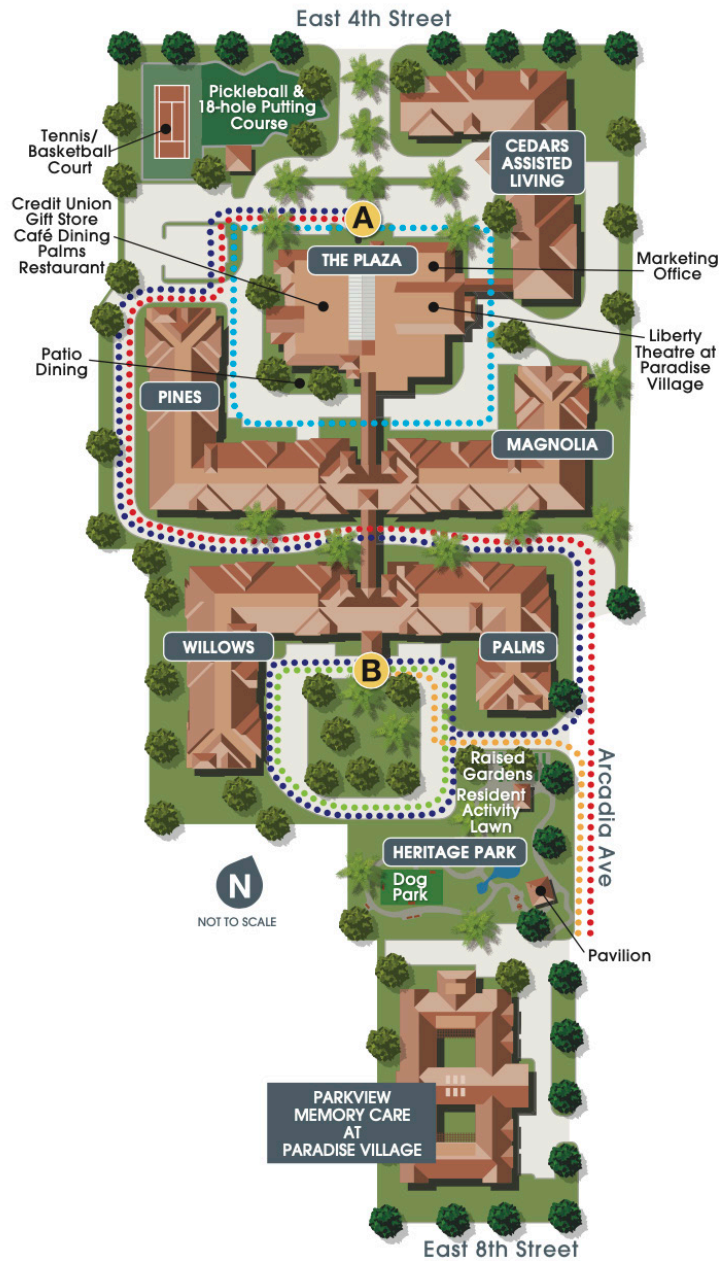 East 4th Street
Pickleball &
18-hole Putting
Course
Tennis/
Basketball
Court
CEDARS
ASSISTED
LIVING
Credit Union
Gift Store
Café Dining
Palms
Restaurant
A
THE PLAZA
Marketing
Office
Liberty
Theatre at
Paradise
Village
Patio
Dining
PINES
MAGNOLIA
WILLOWS
PALMS
B
Raised
Gardens
Resident
Activity
Lawn
Arcadia Ave
HERITAGE PARK
Dog
Park
N
NOT TO SCALE
Pavilion
PARKVIEW
MEMORY CARE
AT
PARADISE VILLAGE
East 8th Street